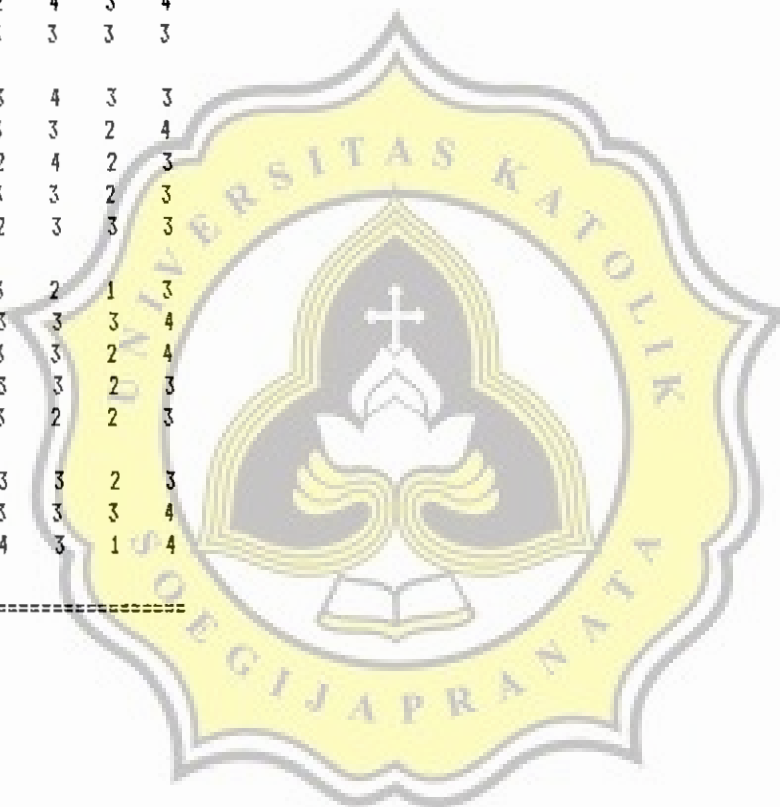 4 3 4
3 3 3
3 4 3 3
3 3 2 4
2 4 2 3
3 3 2 3
2 3 3 3
3 2 1 3
3 3 3 4
3 3 2 4
3 3 2 3
3 2 2 3
3 3 2 3
3 3 3 4
4 3 1 4
==================
UNIVERSITAS KATOLIK
SOEGIJAPRANATA